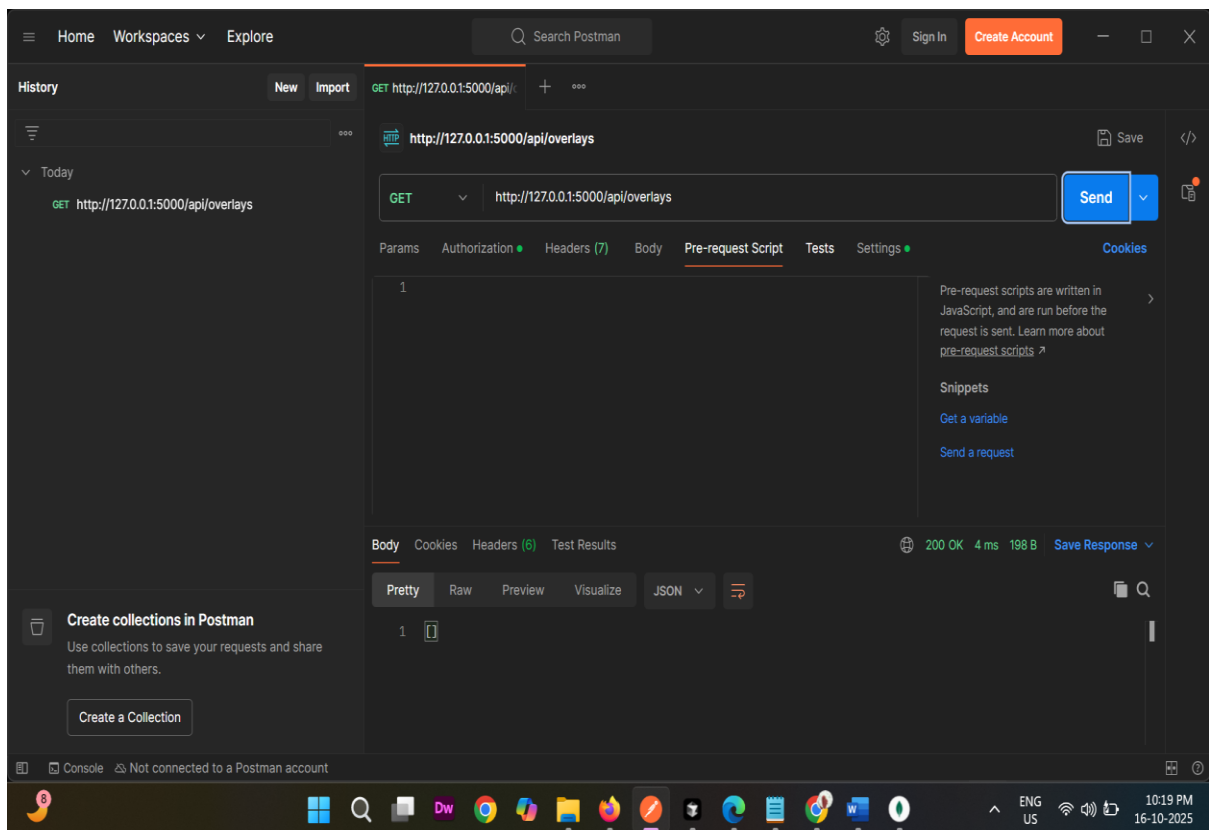 Home Workspaces Explore Search Postman Sign In Create Account
History New Import GET http://127.0.0.1:5000/api/
HTTP http://127.0.0.1:5000/api/overlays Save
Today
GET http://127.0.0.1:5000/api/overlays
GET http://127.0.0.1:5000/api/overlays Send
Params Authorization Headers (7) Body Pre-request Script Tests Settings Cookies
1
Pre-request scripts are written in
JavaScript, and are run before the
request is sent. Learn more about
pre-request scripts
Snippets
Get a variable
Send a request
Body Cookies Headers (6) Test Results 200 OK 4 ms 198 B Save Response
Pretty Raw Preview Visualize JSON
1 []
Create collections in Postman
Use collections to save your requests and share
them with others.
Create a Collection
Console Not connected to a Postman account
8 Dw W ENG
US
10:19 PM
16-10-2025